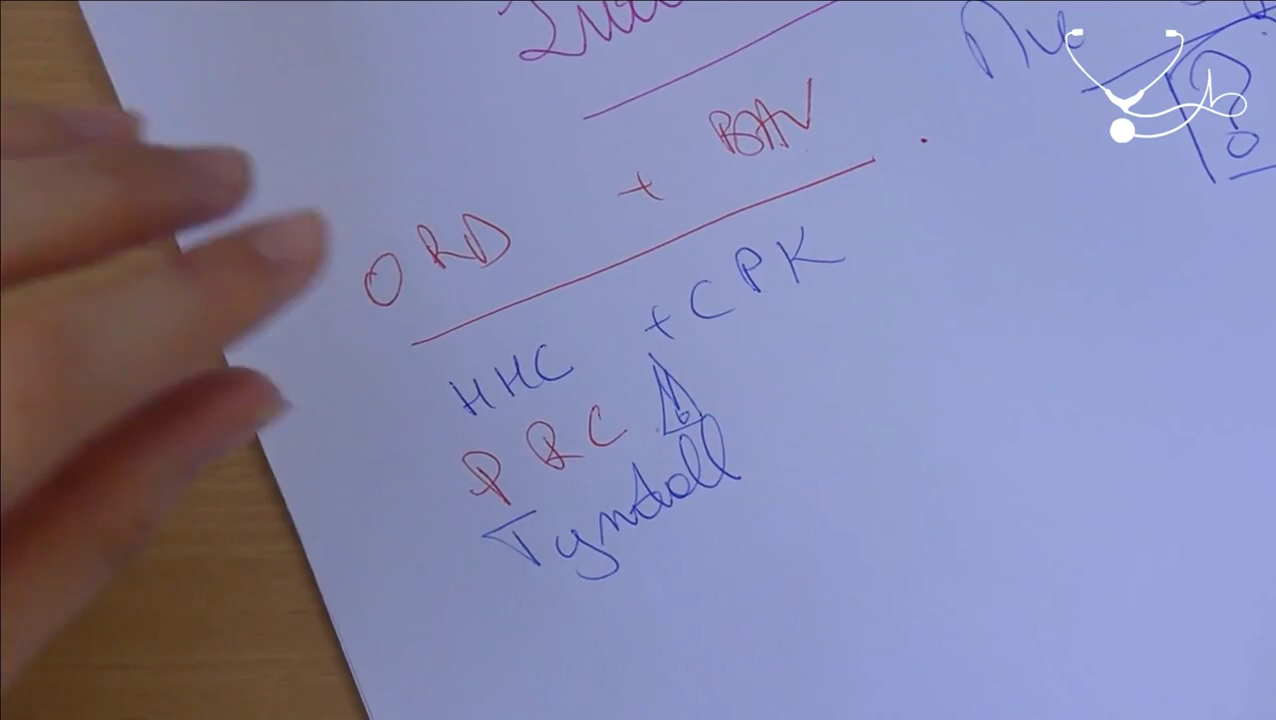 ORD + BAV
HHC + CPK
PRC
Tyndall